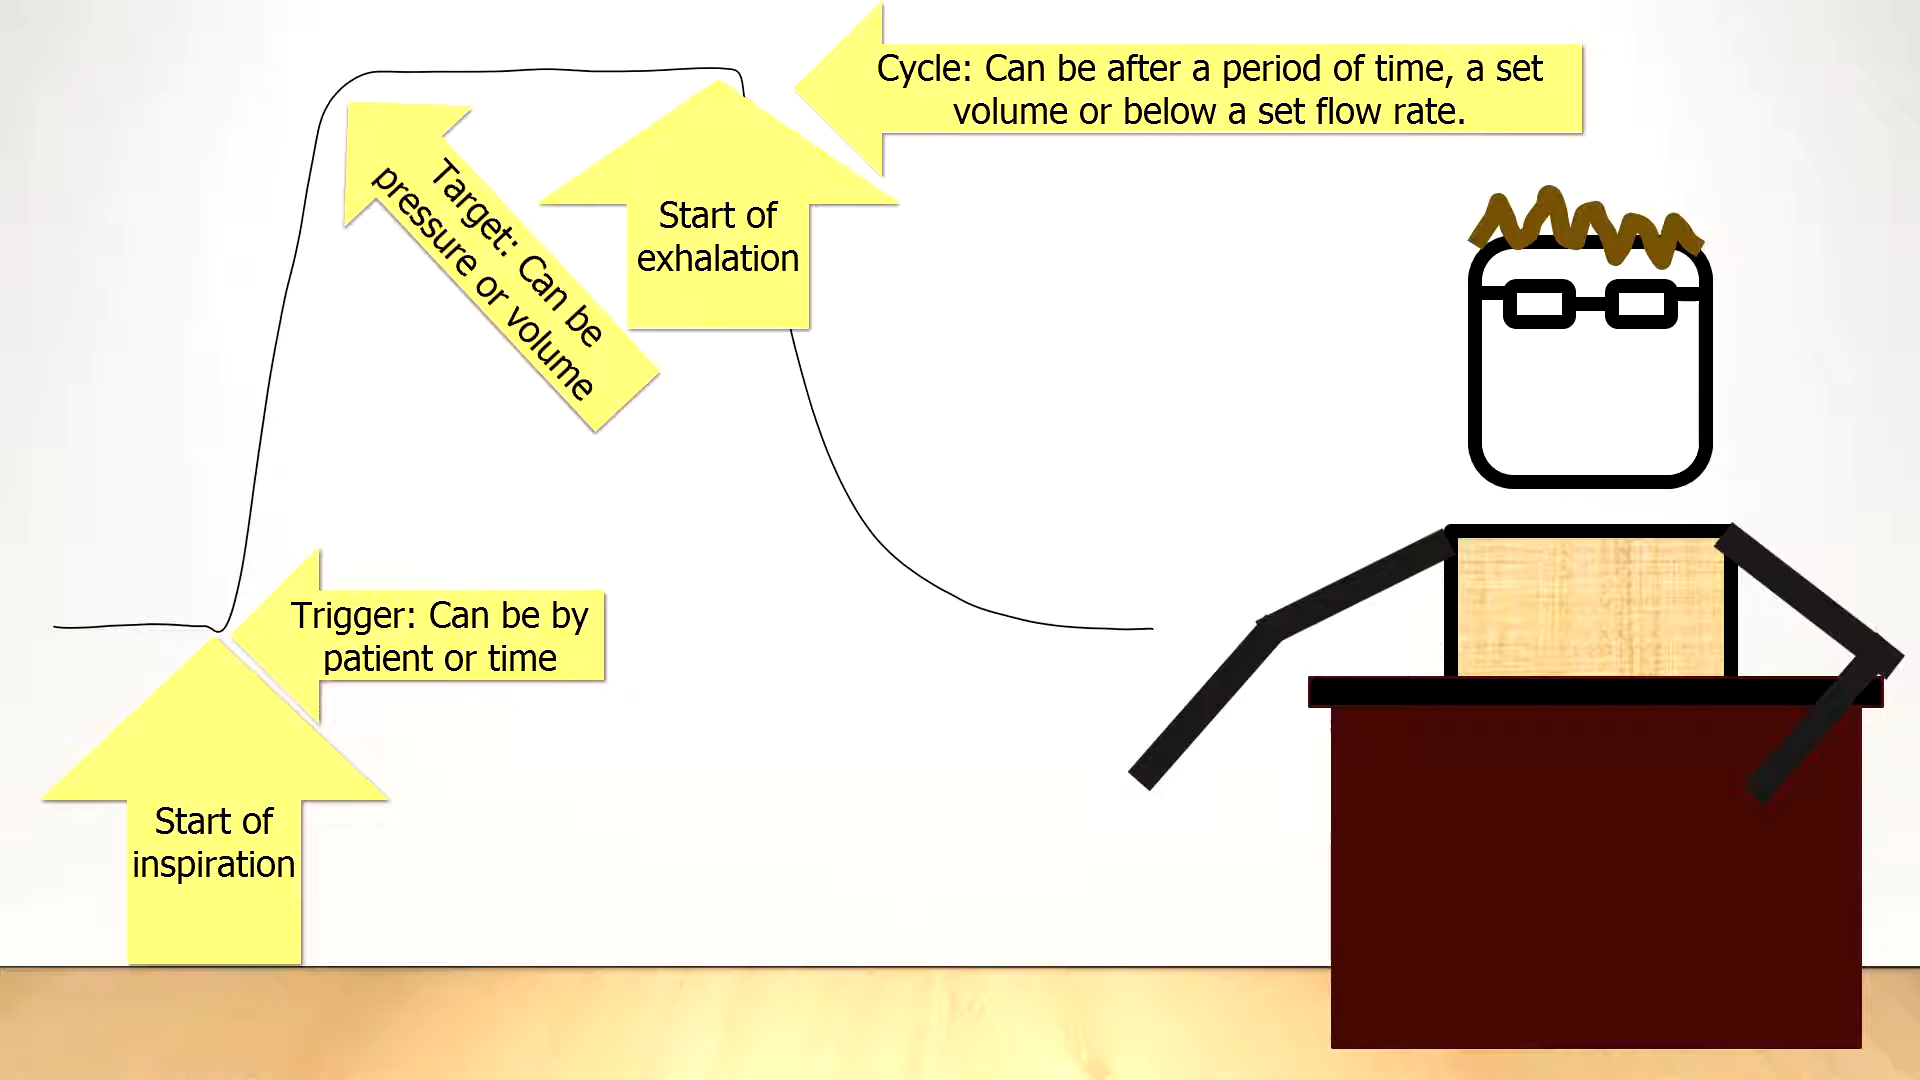 Cycle: Can be after a period of time, a set
volume or below a set flow rate.
Target: Can be
pressure or volume
Start of
exhalation
Trigger: Can be by
patient or time
Start of
inspiration